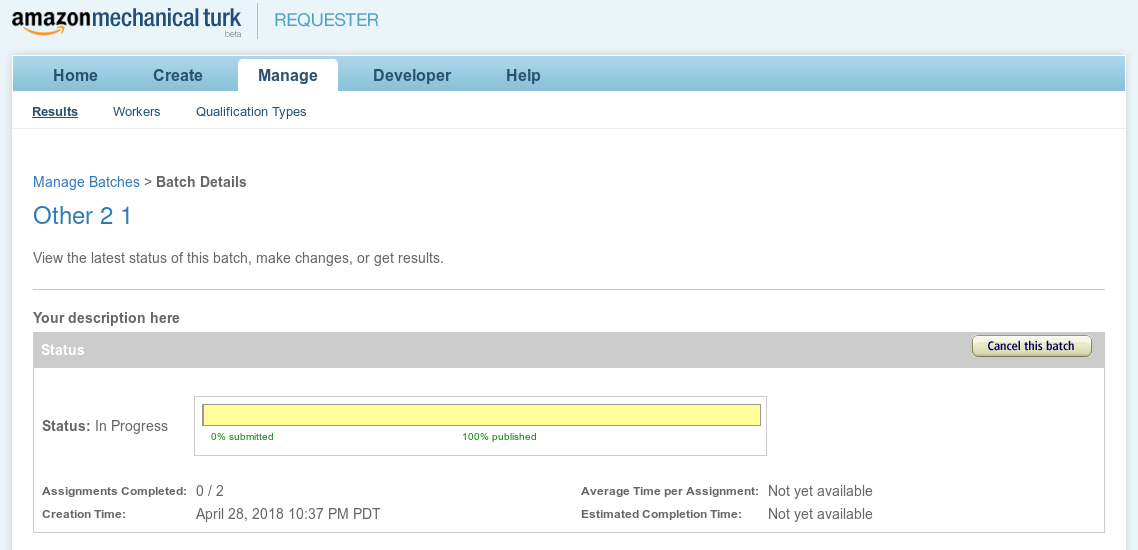 amazonmechanical turk REQUESTER
beta
Home Create Manage Developer Help
Results Workers Qualification Types
Manage Batches > Batch Details
Other 2 1
View the latest status of this batch, make changes, or get results.
Your description here
Status Cancel this batch
Status: In Progress
0% submitted 100% published
Assignments Completed: 0 / 2 Average Time per Assignment: Not yet available
Creation Time: April 28, 2018 10:37 PM PDT Estimated Completion Time: Not yet available